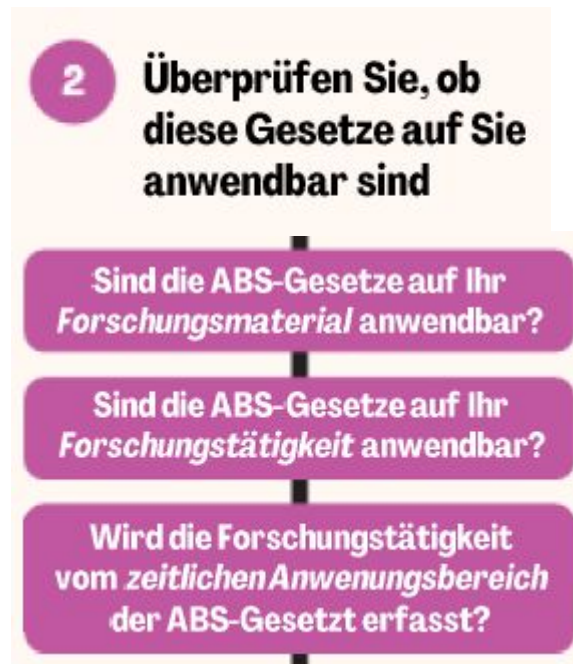 2
Überprüfen Sie, ob
diese Gesetze auf Sie
anwendbar sind
Sind die ABS-Gesetze auf Ihr
Forschungsmaterial anwendbar?
Sind die ABS-Gesetze auf Ihr
Forschungstätigkeit anwendbar?
Wird die Forschungstätigkeit
vom zeitlichen Anwenungsbereich
der ABS-Gesetzt erfasst?